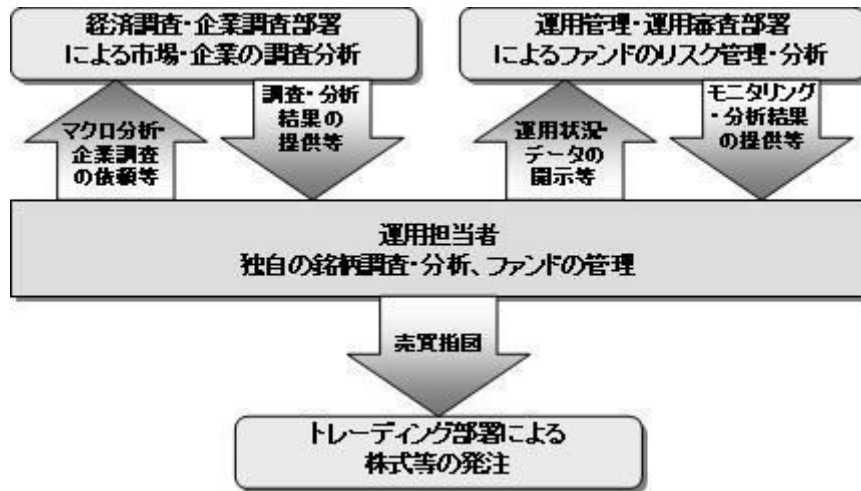 経済調査・企業調査部署
による市場・企業の調査分析
運用管理・運用審査部署
によるファンドのリスク管理・分析
マクロ分析・
企業調査
の依頼等
調査・分析
結果の
提供等
運用状況・
データの
開示等
モニタリング
・分析結果
の提供等
運用担当者
独自の銘柄調査・分析、ファンドの管理
売買指図
トレーディング部署による
株式等の発注